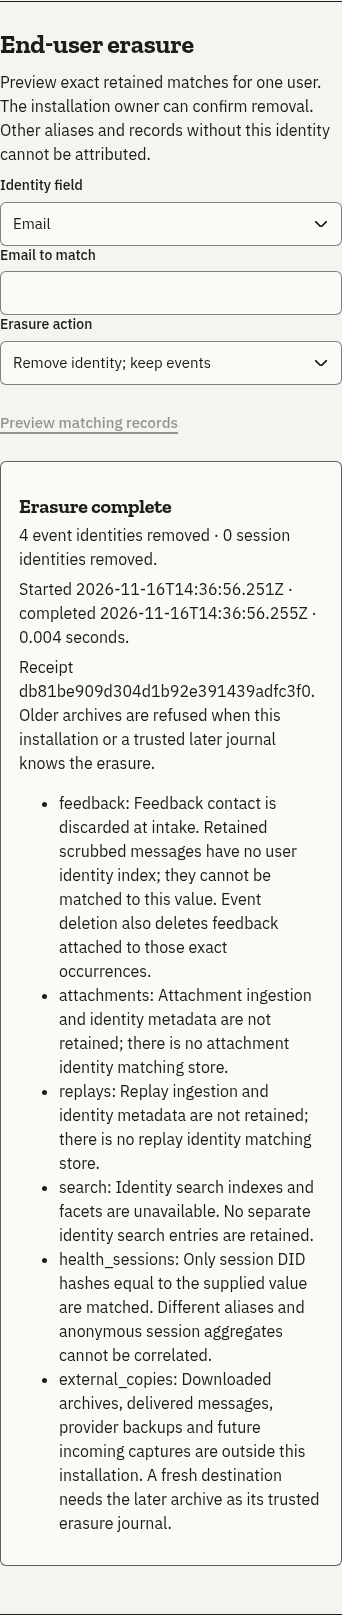 End-user erasure
Preview exact retained matches for one user.
The installation owner can confirm removal.
Other aliases and records without this identity
cannot be attributed.
Identity field
Email
Email to match
Erasure action
Remove identity; keep events
Preview matching records
Erasure complete
4 event identities removed · 0 session
identities removed.
Started 2026-11-16T14:36:56.251Z ·
completed 2026-11-16T14:36:56.255Z ·
0.004 seconds.
Receipt
db81be909d304d1b92e391439adfc3f0.
Older archives are refused when this
installation or a trusted later journal
knows the erasure.
• feedback: Feedback contact is
discarded at intake. Retained
scrubbed messages have no user
identity index; they cannot be
matched to this value. Event
deletion also deletes feedback
attached to those exact
occurrences.
• attachments: Attachment ingestion
and identity metadata are not
retained; there is no attachment
identity matching store.
• replays: Replay ingestion and
identity metadata are not retained;
there is no replay identity matching
store.
• search: Identity search indexes and
facets are unavailable. No separate
identity search entries are retained.
• health_sessions: Only session DID
hashes equal to the supplied value
are matched. Different aliases and
anonymous session aggregates
cannot be correlated.
• external_copies: Downloaded
archives, delivered messages,
provider backups and future
incoming captures are outside this
installation. A fresh destination
needs the later archive as its trusted
erasure journal.